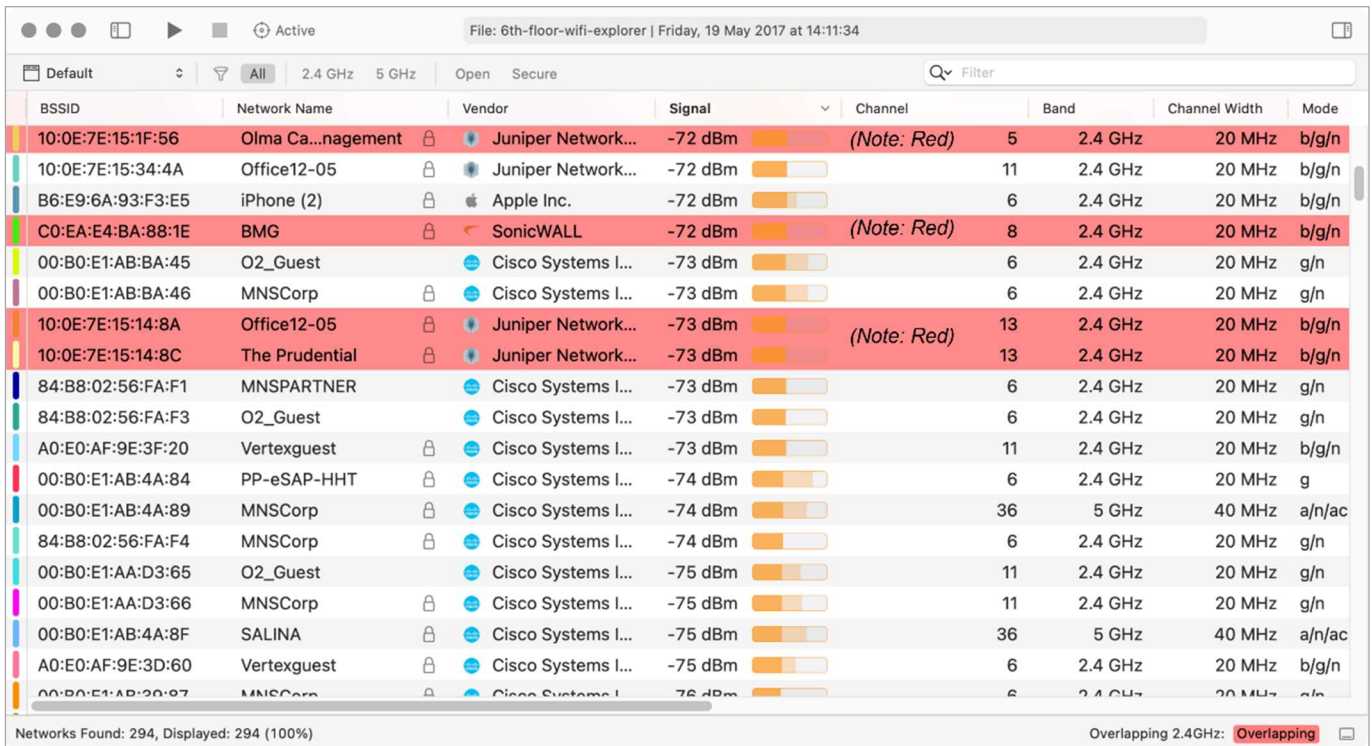 Active File: 6th-floor-wifi-explorer | Friday, 19 May 2017 at 14:11:34
Default All 2.4 GHz 5 GHz Open Secure Filter
BSSID Network Name Vendor Signal Channel Band Channel Width Mode
10:0E:7E:15:1F:56 Olma Ca...nagement Juniper Network... -72 dBm (Note: Red) 5 2.4 GHz 20 MHz b/g/n
10:0E:7E:15:34:4A Office12-05 Juniper Network... -72 dBm 11 2.4 GHz 20 MHz b/g/n
B6:E9:6A:93:F3:E5 iPhone (2) Apple Inc. -72 dBm 6 2.4 GHz 20 MHz b/g/n
C0:EA:E4:BA:88:1E BMG SonicWALL -72 dBm (Note: Red) 8 2.4 GHz 20 MHz b/g/n
00:B0:E1:AB:BA:45 O2_Guest Cisco Systems I... -73 dBm 6 2.4 GHz 20 MHz g/n
00:B0:E1:AB:BA:46 MNSCorp Cisco Systems I... -73 dBm 6 2.4 GHz 20 MHz g/n
10:0E:7E:15:14:8A Office12-05 Juniper Network... -73 dBm (Note: Red) 13 2.4 GHz 20 MHz b/g/n
10:0E:7E:15:14:8C The Prudential Juniper Network... -73 dBm 13 2.4 GHz 20 MHz b/g/n
84:B8:02:56:FA:F1 MNSPARTNER Cisco Systems I... -73 dBm 6 2.4 GHz 20 MHz g/n
84:B8:02:56:FA:F3 O2_Guest Cisco Systems I... -73 dBm 6 2.4 GHz 20 MHz g/n
A0:E0:AF:9E:3F:20 Vertexguest Cisco Systems I... -73 dBm 11 2.4 GHz 20 MHz b/g/n
00:B0:E1:AB:4A:84 PP-eSAP-HHT Cisco Systems I... -74 dBm 6 2.4 GHz 20 MHz g
00:B0:E1:AB:4A:89 MNSCorp Cisco Systems I... -74 dBm 36 5 GHz 40 MHz a/n/ac
84:B8:02:56:FA:F4 MNSCorp Cisco Systems I... -74 dBm 6 2.4 GHz 20 MHz g/n
00:B0:E1:AA:D3:65 O2_Guest Cisco Systems I... -75 dBm 11 2.4 GHz 20 MHz g/n
00:B0:E1:AA:D3:66 MNSCorp Cisco Systems I... -75 dBm 11 2.4 GHz 20 MHz g/n
00:B0:E1:AB:4A:8F SALINA Cisco Systems I... -75 dBm 36 5 GHz 40 MHz a/n/ac
A0:E0:AF:9E:3D:60 Vertexguest Cisco Systems I... -75 dBm 6 2.4 GHz 20 MHz b/g/n
MNSCorp Cisco Systems I... -76 dBm 6 2.4 GHz 20 MHz g/n
Networks Found: 294, Displayed: 294 (100%) Overlapping 2.4GHz: Overlapping